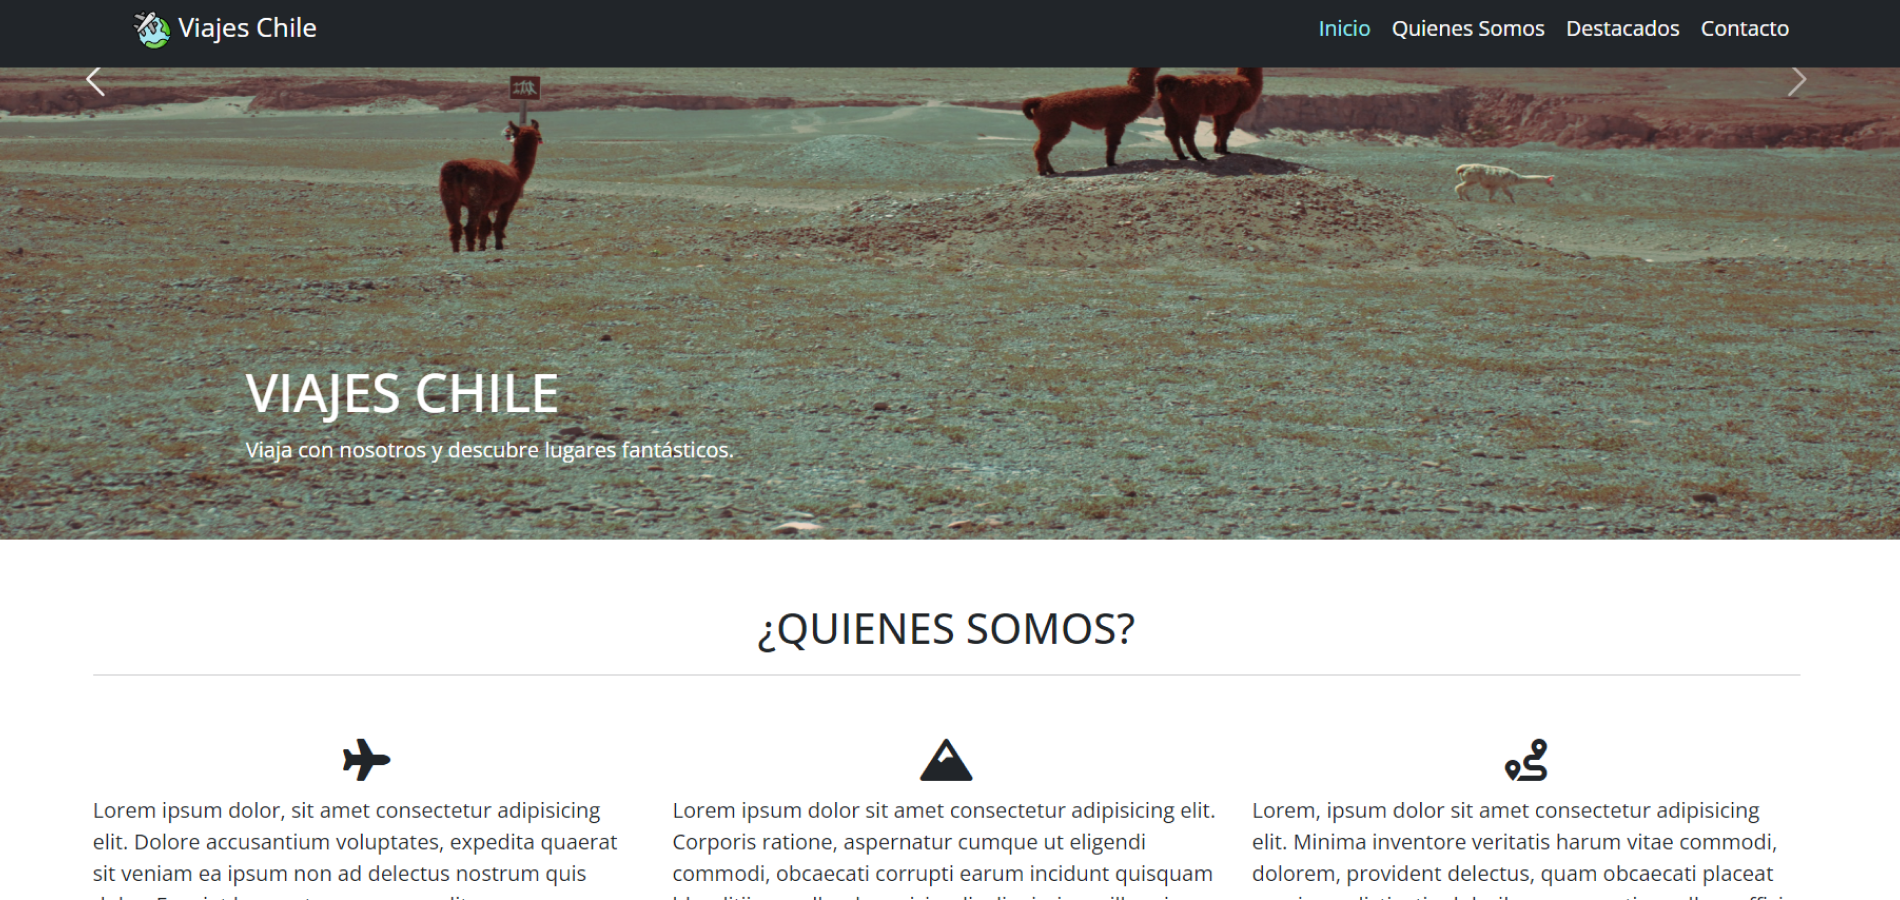 Viajes Chile
Inicio Quienes Somos Destacados Contacto
VIAJES CHILE
Viaja con nosotros y descubre lugares fantásticos.
¿QUIENES SOMOS?
Lorem ipsum dolor, sit amet consectetur adipisicing
elit. Dolore accusantium voluptates, expedita quaerat
sit veniam ea ipsum non ad delectus nostrum quis
Lorem ipsum dolor sit amet consectetur adipisicing elit.
Corporis ratione, aspernatur cumque ut eligendi
commodi, obcaecati corrupti earum incidunt quisquam
Lorem, ipsum dolor sit amet consectetur adipisicing
elit. Minima inventore veritatis harum vitae commodi,
dolorem, provident delectus, quam obcaecati placeat